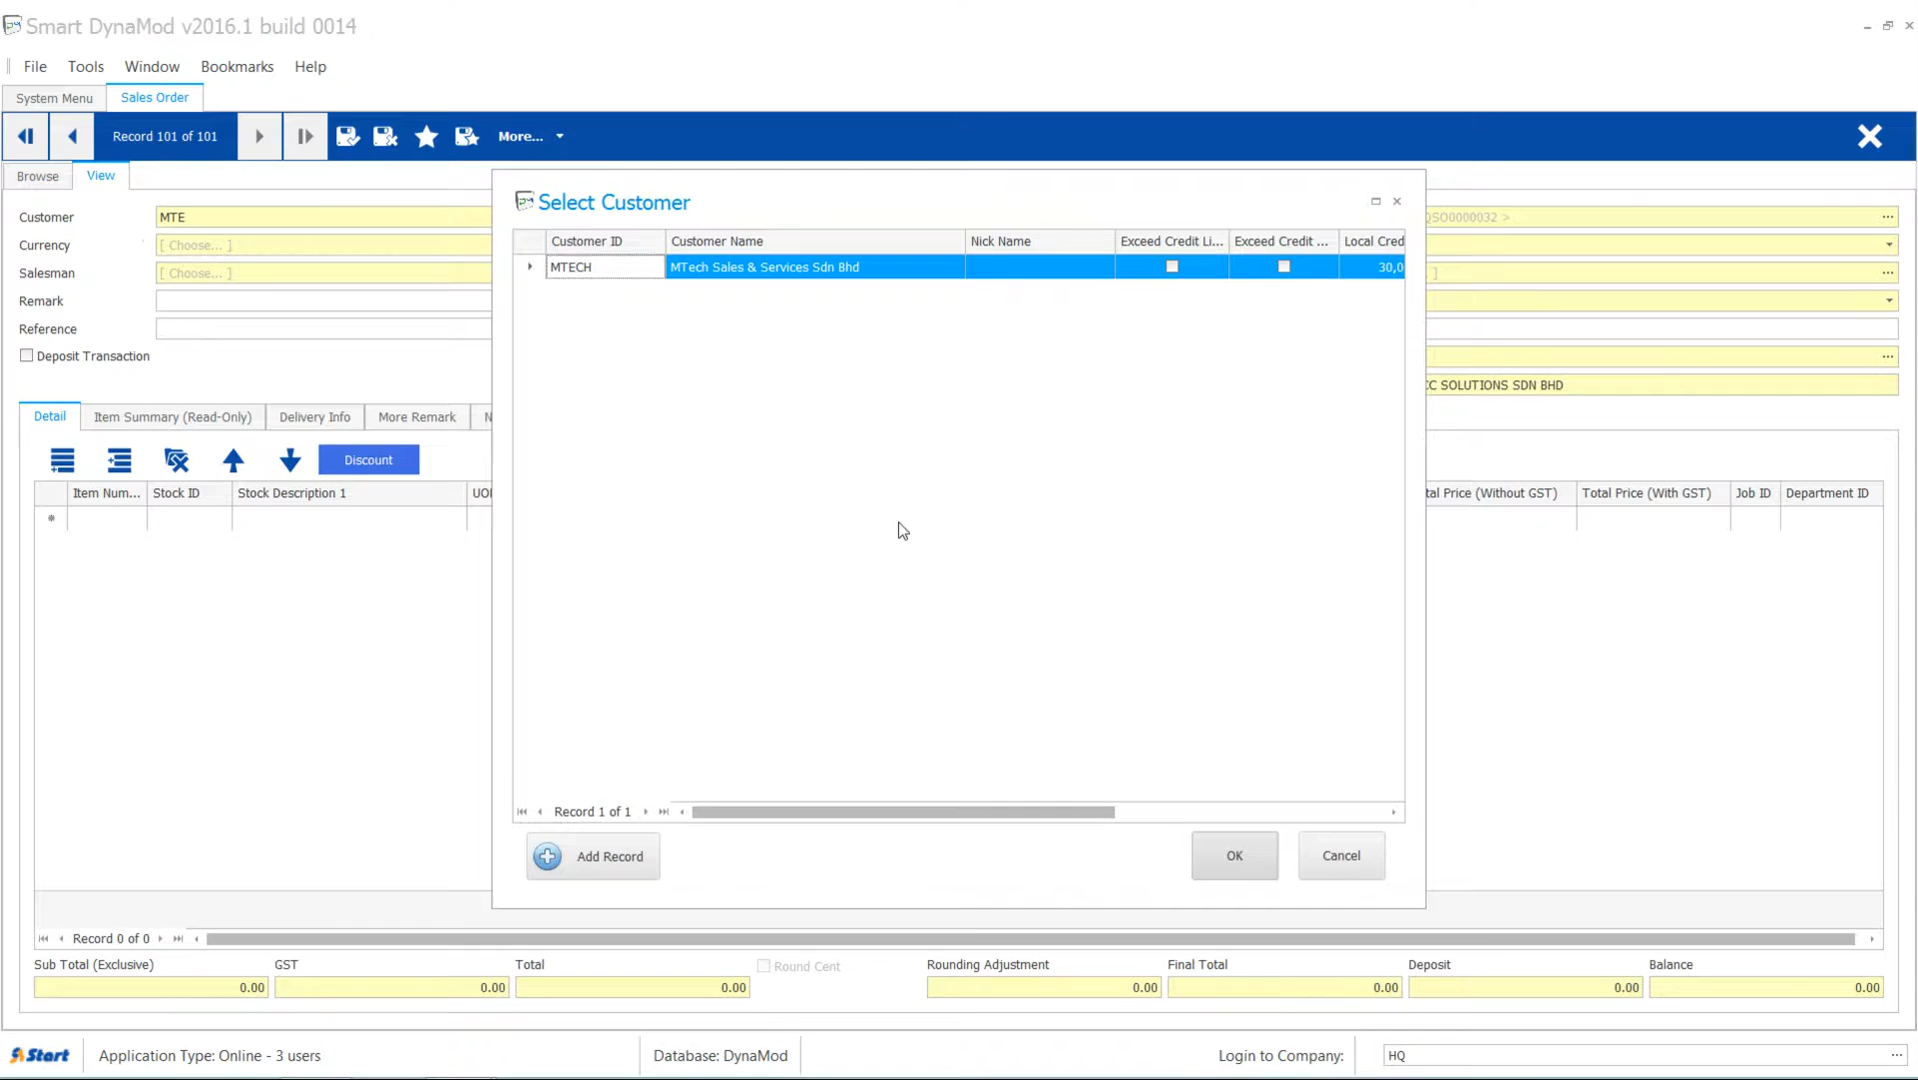 Smart DynaMod v2016.1 build 0014
File Tools Window Bookmarks Help
System Menu Sales Order
Record 101 of 101 More...
Browse View
Select Customer
Customer MTE QSO0000032 >
Currency [ Choose... ]
Salesman [ Choose... ] ]
Remark
Reference
Deposit Transaction
CC SOLUTIONS SDN BHD
Customer ID Customer Name Nick Name Exceed Credit Li... Exceed Credit ... Local Cred
MTECH MTech Sales & Services Sdn Bhd 30,0
Detail Item Summary (Read-Only) Delivery Info More Remark N
Discount
Item Num... Stock ID Stock Description 1 UOI tal Price (Without GST) Total Price (With GST) Job ID Department ID
Record 1 of 1
Add Record OK Cancel
Record 0 of 0
Sub Total (Exclusive) GST Total Round Cent Rounding Adjustment Final Total Deposit Balance
0.00 0.00 0.00 0.00 0.00 0.00 0.00
Start Application Type: Online - 3 users Database: DynaMod Login to Company: HQ ...